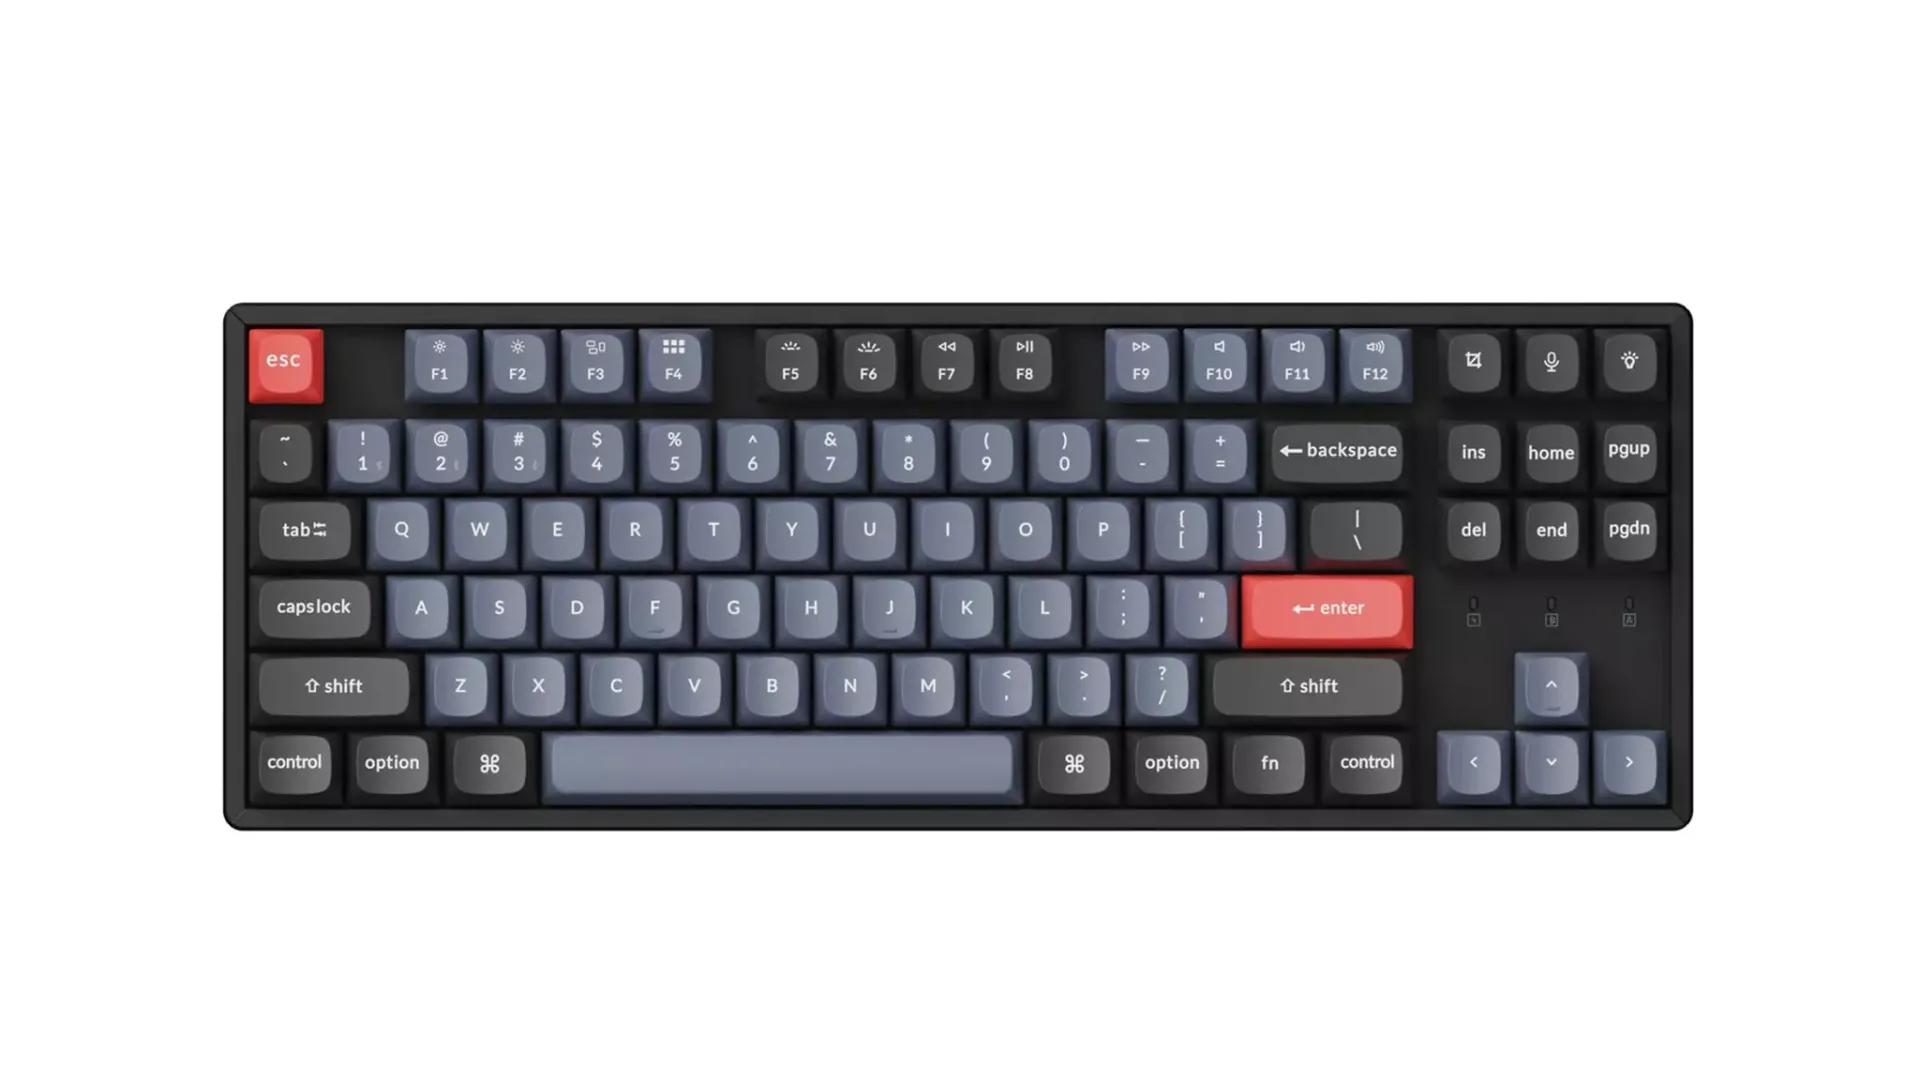 esc F1 F2 F3 F4 F5 F6 F7 F8 F9 F10 F11 F12
~ ! @ # $ % ^ & * ( ) — +
` 1 2 3 4 5 6 7 8 9 0 - = backspace ins home pgup
tab Q W E R T Y U I O P { } | del end pgdn
[ ] \
caps lock A S D F G H J K L : " enter
; '
shift Z X C V B N M < > ? shift ^
, . /
control option ⌘ ⌘ option fn control < ⌄ >